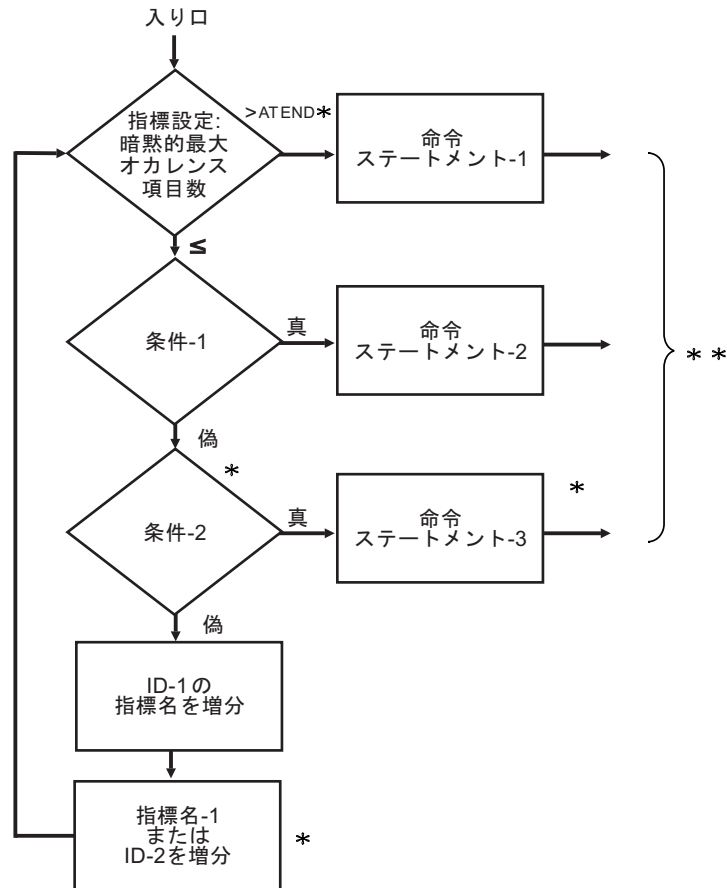 入り口
指標設定:
暗黙的最大
オカレンス
項目数
>ATEND*
命令
ステートメント-1
≤
条件-1
真
命令
ステートメント-2
* *
偽
*
条件-2
真
命令
ステートメント-3
*
偽
ID-1の
指標名を増分
指標名-1
または
ID-2を増分
*